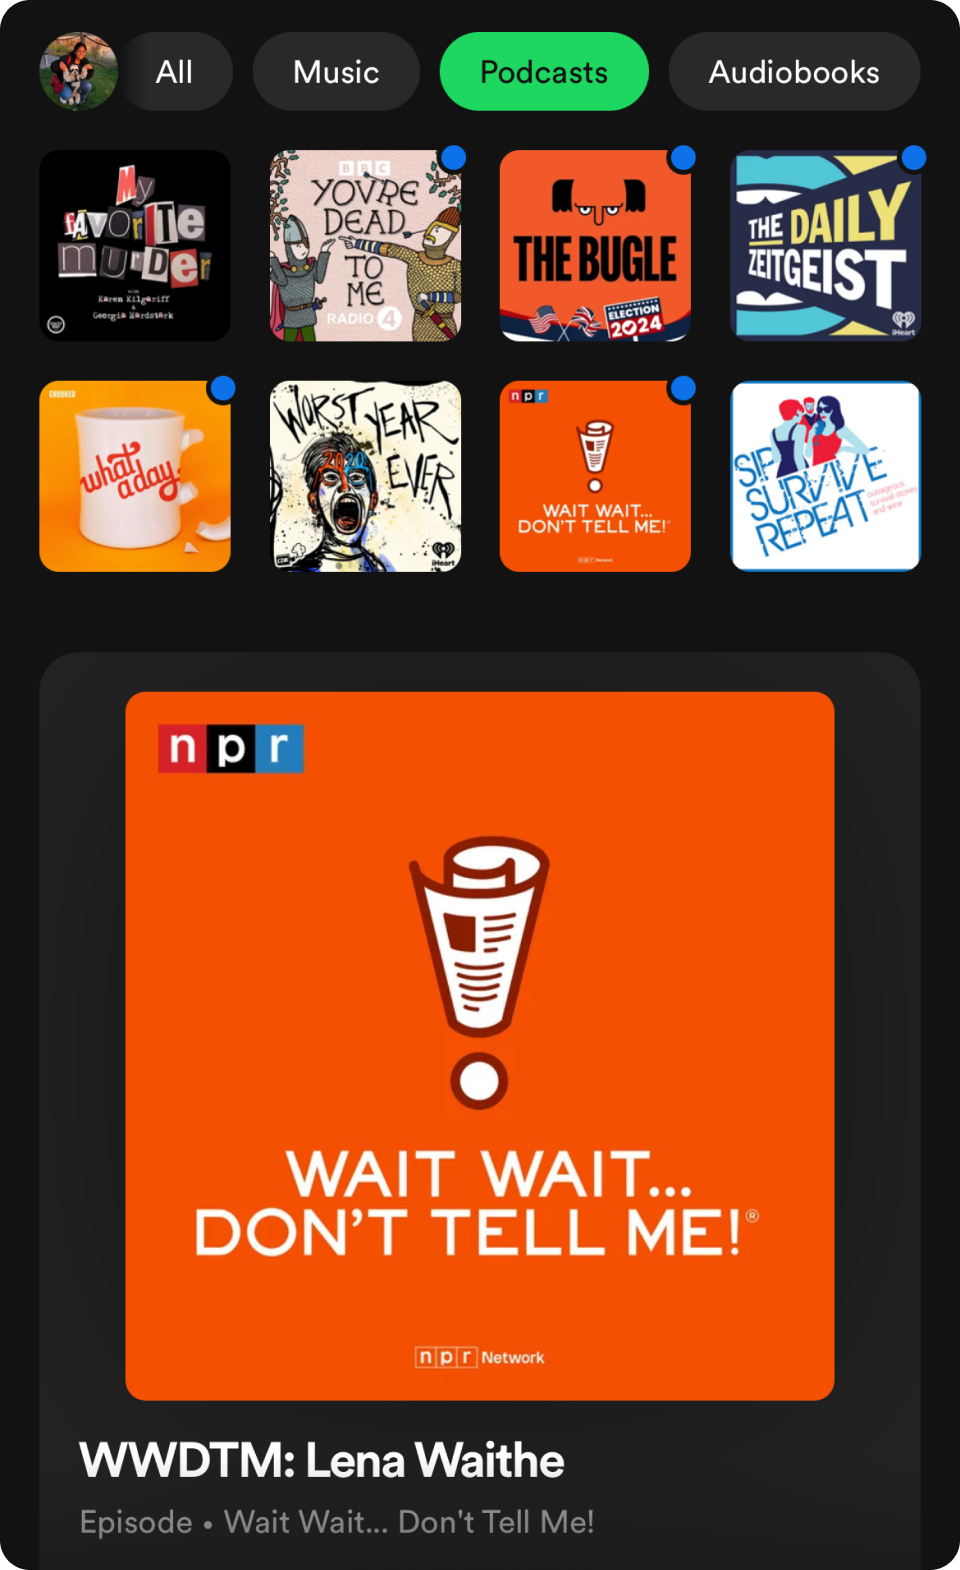 All
Music
Podcasts
Audiobooks
My
favorite
murder
with
Karen Kilgariff
&
Georgia Hardstark
BBC
YOU'RE
DEAD
TO
ME
RADIO 4
THE BUGLE
ELECTION
2024
THE DAILY
ZEITGEIST
iHeart
CROOKED
what
a day
WORST YEAR
EVER
2020
iHeart
npr
WAIT WAIT...
DON'T TELL ME!
npr Network
SIP
SURVIVE
REPEAT
outrageous
survival stories
and wine
npr
WAIT WAIT...
DON'T TELL ME!®
npr Network
WWDTM: Lena Waithe
Episode • Wait Wait... Don't Tell Me!